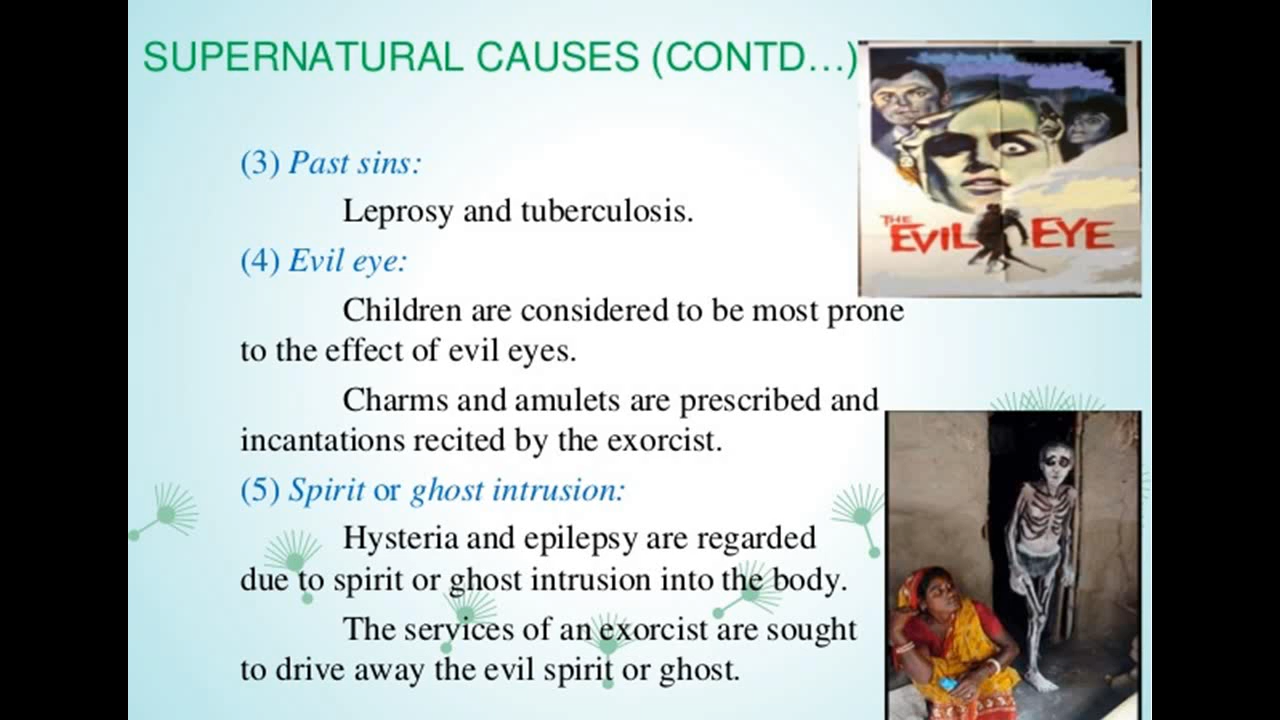 SUPERNATURAL CAUSES (CONTD…)
(3) Past sins:
Leprosy and tuberculosis.
(4) Evil eye:
Children are considered to be most prone
to the effect of evil eyes.
Charms and amulets are prescribed and
incantations recited by the exorcist.
(5) Spirit or ghost intrusion:
Hysteria and epilepsy are regarded
due to spirit or ghost intrusion into the body.
The services of an exorcist are sought
to drive away the evil spirit or ghost.
THE
EVIL EYE